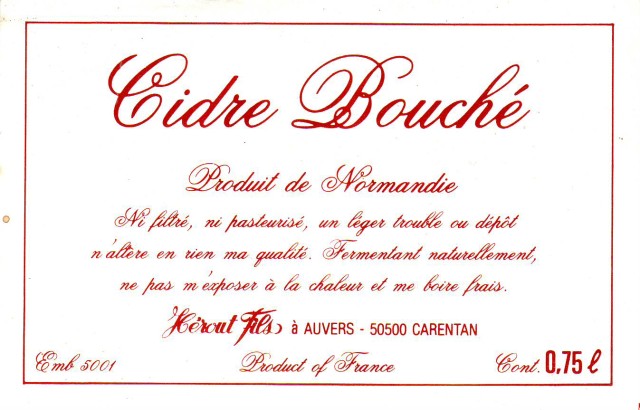 Cidre Bouché
Produit de Normandie
Ni filtré, ni pasteurisé, un léger trouble ou dépôt
n'altère en rien ma qualité. Fermentant naturellement,
ne pas m'exposer à la chaleur et me boire frais.
Hérout Fils à AUVERS - 50500 CARENTAN
Emb 5001 Product of France Cont. 0,75 l